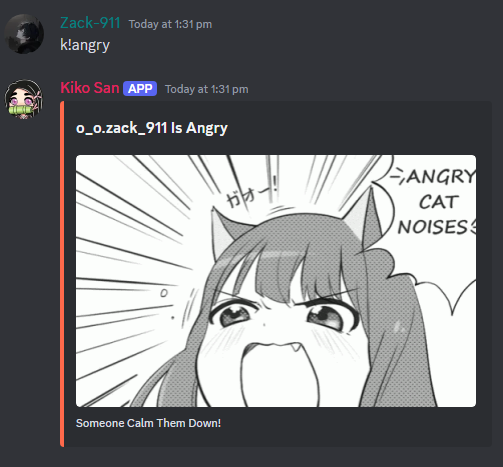 Zack-911 Today at 1:31 pm
k!angry
Kiko San APP Today at 1:31 pm
o_o.zack_911 Is Angry
ガオー!
ANGRY
CAT
NOISES
Someone Calm Them Down!